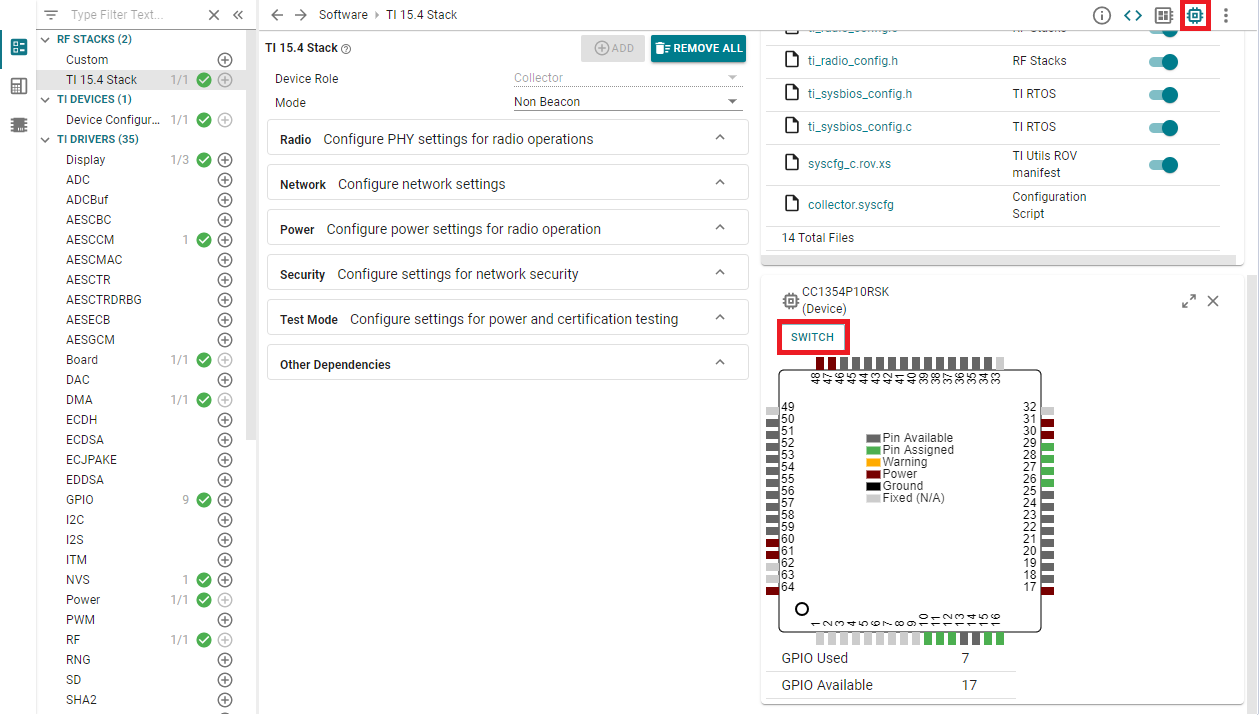 Type Filter Text...
RF STACKS (2)
Custom
TI 15.4 Stack 1/1
TI DEVICES (1)
Device Configur... 1/1
TI DRIVERS (35)
Display 1/3
ADC
ADCBuf
AESCBC
AESCCM 1
AESCMAC
AESCTR
AESCTRDRBG
AESECB
AESGCM
Board 1/1
DAC
DMA 1/1
ECDH
ECDSA
ECJPAKE
EDDSA
GPIO 9
I2C
I2S
ITM
NVS 1
Power 1/1
PWM
RF 1/1
RNG
SD
SHA2
Software > TI 15.4 Stack
TI 15.4 Stack
ADD
REMOVE ALL
Device Role Collector
Mode Non Beacon
Radio Configure PHY settings for radio operations
Network Configure network settings
Power Configure power settings for radio operation
Security Configure settings for network security
Test Mode Configure settings for power and certification testing
Other Dependencies
ti_radio_config.c RF Stacks
ti_radio_config.h RF Stacks
ti_sysbios_config.h TI RTOS
ti_sysbios_config.c TI RTOS
syscfg_c.rov.xs TI Utils ROV
manifest
collector.syscfg Configuration
Script
14 Total Files
CC1354P10RSK
(Device)
SWITCH
48 47 46 45 44 43 42 41 40 39 38 37 36 35 34 33
49
50
51
52
53
54
55
56
57
58
59
60
61
62
63
64
Pin Available
Pin Assigned
Warning
Power
Ground
Fixed (N/A)
32
31
30
29
28
27
26
25
24
23
22
21
20
19
18
17
1 2 3 4 5 6 7 8 9 10 11 12 13 14 15 16
GPIO Used 7
GPIO Available 17